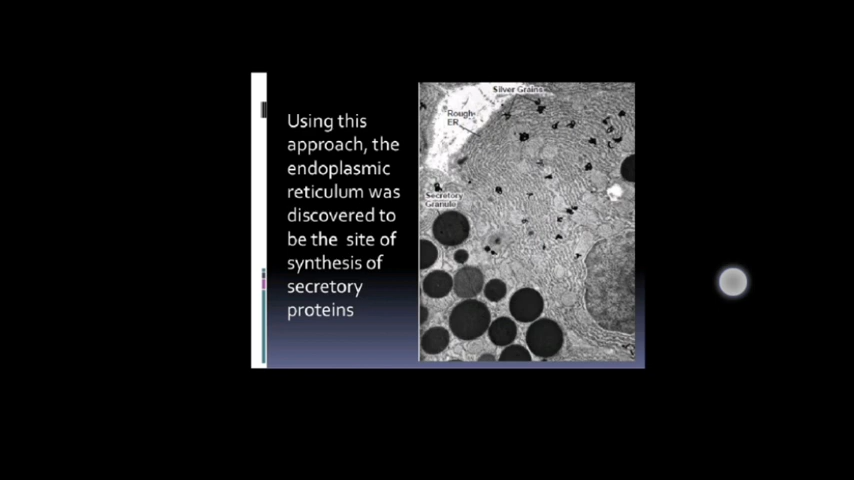 Using this
approach, the
endoplasmic
reticulum was
discovered to
be the site of
synthesis of
secretory
proteins
Silver Grains
Rough
ER
Secretory
Granule